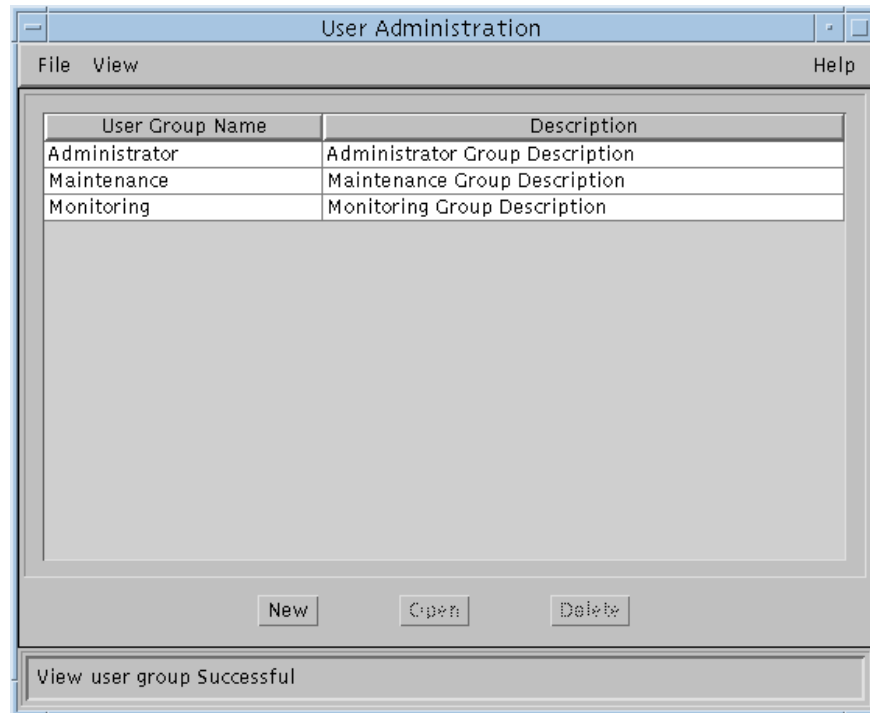 User Administration
File View Help
User Group Name Description
Administrator Administrator Group Description
Maintenance Maintenance Group Description
Monitoring Monitoring Group Description
New Open Delete
View user group Successful